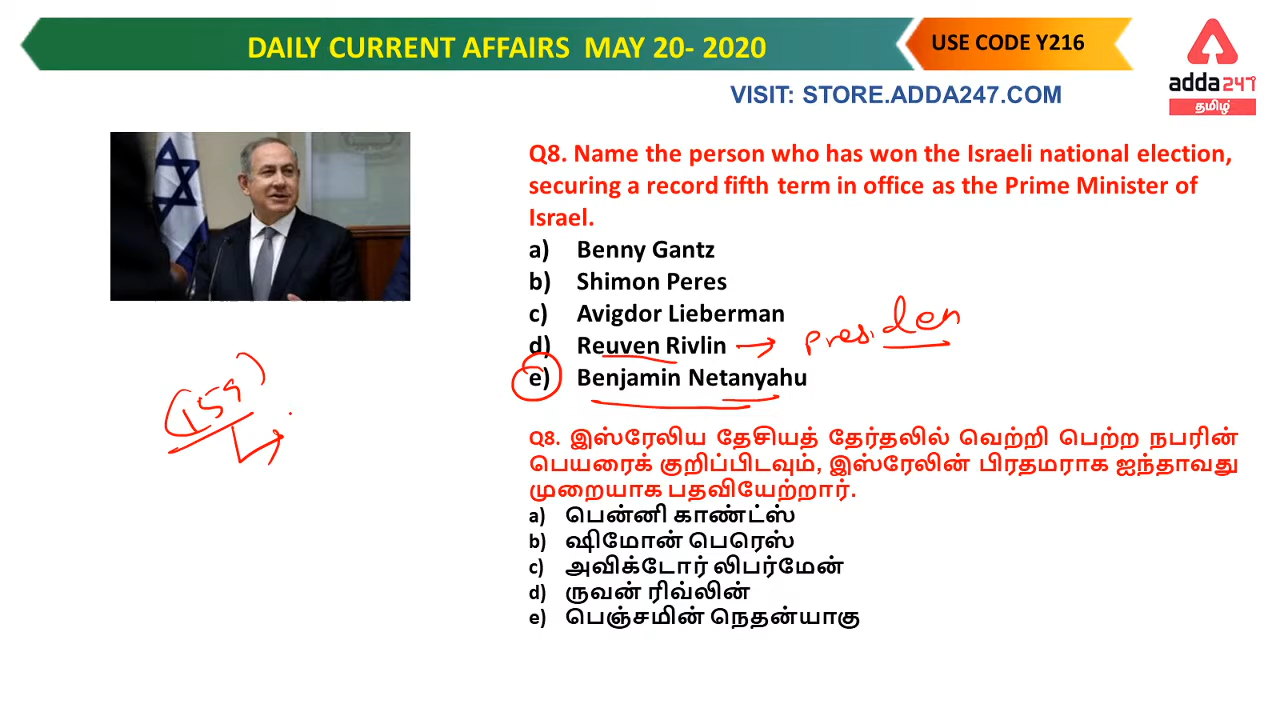 DAILY CURRENT AFFAIRS MAY 20- 2020
USE CODE Y216
adda247
தமிழ்
VISIT: STORE.ADDA247.COM
Q8. Name the person who has won the Israeli national election,
securing a record fifth term in office as the Prime Minister of
Israel.
a) Benny Gantz
b) Shimon Peres
c) Avigdor Lieberman
d) Reuven Rivlin → presiden
e) Benjamin Netanyahu
Q8. இஸ்ரேலிய தேசியத் தேர்தலில் வெற்றி பெற்ற நபரின்
பெயரைக் குறிப்பிடவும், இஸ்ரேலின் பிரதமராக ஐந்தாவது
முறையாக பதவியேற்றார்.
a) பென்னி காண்ட்ஸ்
b) ஷிமோன் பெரெஸ்
c) அவிக்டோர் லிபர்மேன்
d) ருவன் ரிவ்லின்
e) பெஞ்சமின் நெதன்யாகு